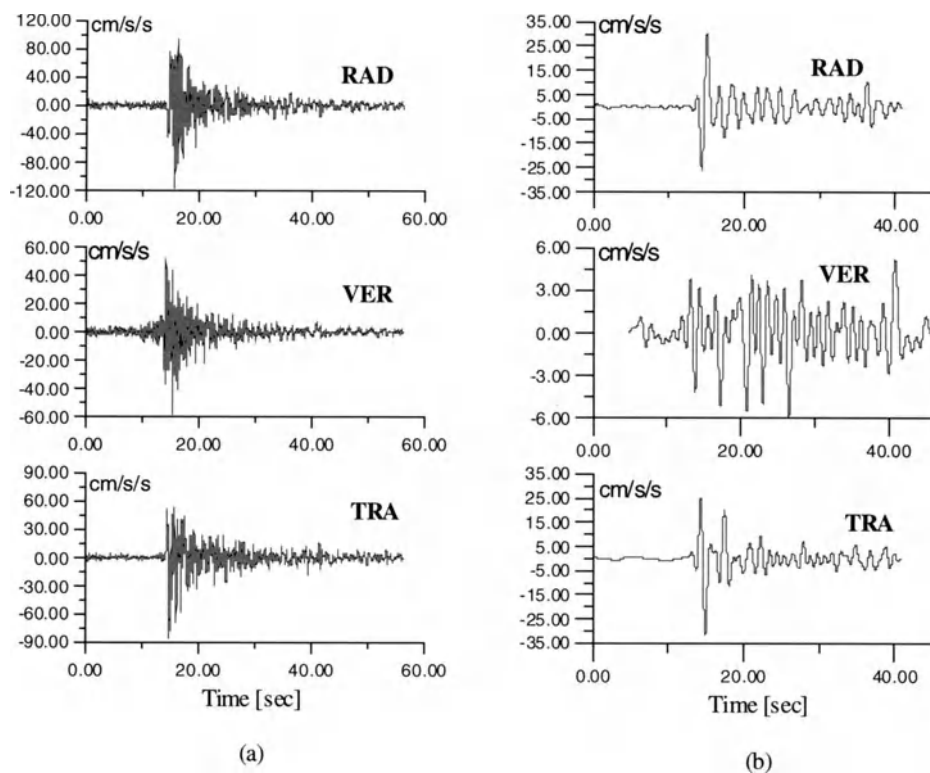 120.00
cm/s/s
80.00
RAD
40.00
0.00
-40.00
-80.00
-120.00
0.00 20.00 40.00 60.00
60.00
cm/s/s
40.00
VER
20.00
0.00
-20.00
-40.00
-60.00
0.00 20.00 40.00 60.00
90.00
cm/s/s
60.00
TRA
30.00
0.00
-30.00
-60.00
-90.00
0.00 20.00 40.00 60.00
Time [sec]
(a)
35.00
cm/s/s
25.00
RAD
15.00
5.00
-5.00
-15.00
-25.00
-35.00
0.00 20.00 40.00
6.00
cm/s/s
VER
3.00
0.00
-3.00
-6.00
0.00 20.00 40.00
35.00
cm/s/s
25.00
TRA
15.00
5.00
-5.00
-15.00
-25.00
-35.00
0.00 20.00 40.00
Time [sec]
(b)